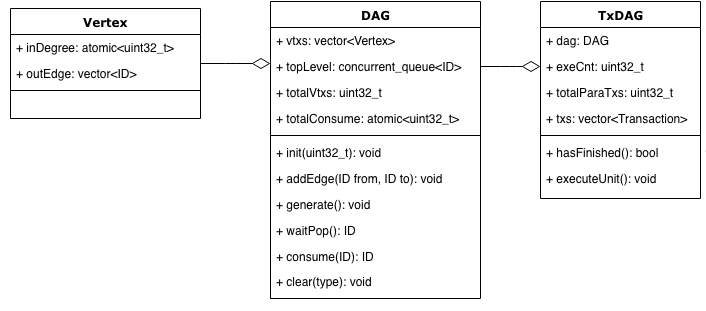 Vertex
+ inDegree: atomic<uint32_t>
+ outEdge: vector<ID>
DAG
+ vtxs: vector<Vertex>
+ topLevel: concurrent_queue<ID>
+ totalVtxs: uint32_t
+ totalConsume: atomic<uint32_t>
+ init(uint32_t): void
+ addEdge(ID from, ID to): void
+ generate(): void
+ waitPop(): ID
+ consume(ID): ID
+ clear(type): void
TxDAG
+ dag: DAG
+ exeCnt: uint32_t
+ totalParaTxs: uint32_t
+ txs: vector<Transaction>
+ hasFinished(): bool
+ executeUnit(): void